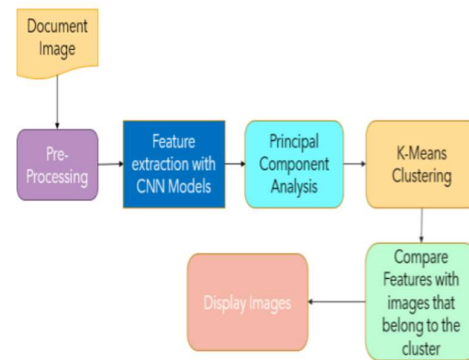 Document
Image
Pre-
Processing
Feature
extraction with
CNN Models
Principal
Component
Analysis
K-Means
Clustering
Compare
Features with
images that
belong to the
cluster
Display Images